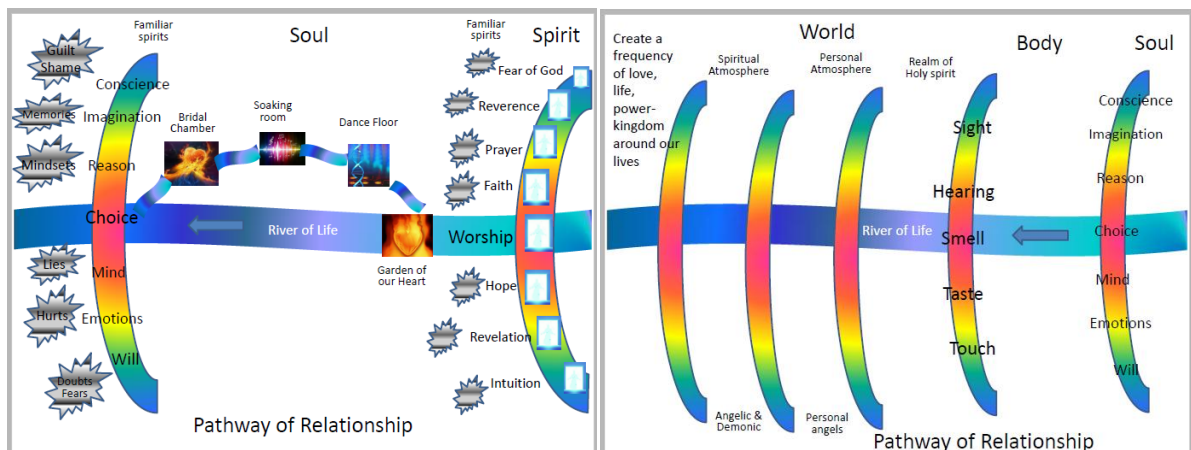 Familiar
spirits
Soul
Familiar
spirits
Spirit
Guilt
Shame
Conscience
Memories
Imagination
Mindsets
Reason
Choice
Lies
Mind
Hurts
Emotions
Will
Doubts
Fears
Bridal
Chamber
Soaking
room
Dance Floor
River of Life
Garden of
our Heart
Fear of God
Reverence
Prayer
Faith
Worship
Hope
Revelation
Intuition
Pathway of Relationship
Create a
frequency
of love,
life,
power-
kingdom
around our
lives
World
Spiritual
Atmosphere
Personal
Atmosphere
Realm of
Holy spirit
Body
Soul
Sight
Hearing
Smell
Taste
Touch
River of Life
Conscience
Imagination
Reason
Choice
Mind
Emotions
Will
Angelic &
Demonic
Personal
angels
Pathway of Relationship